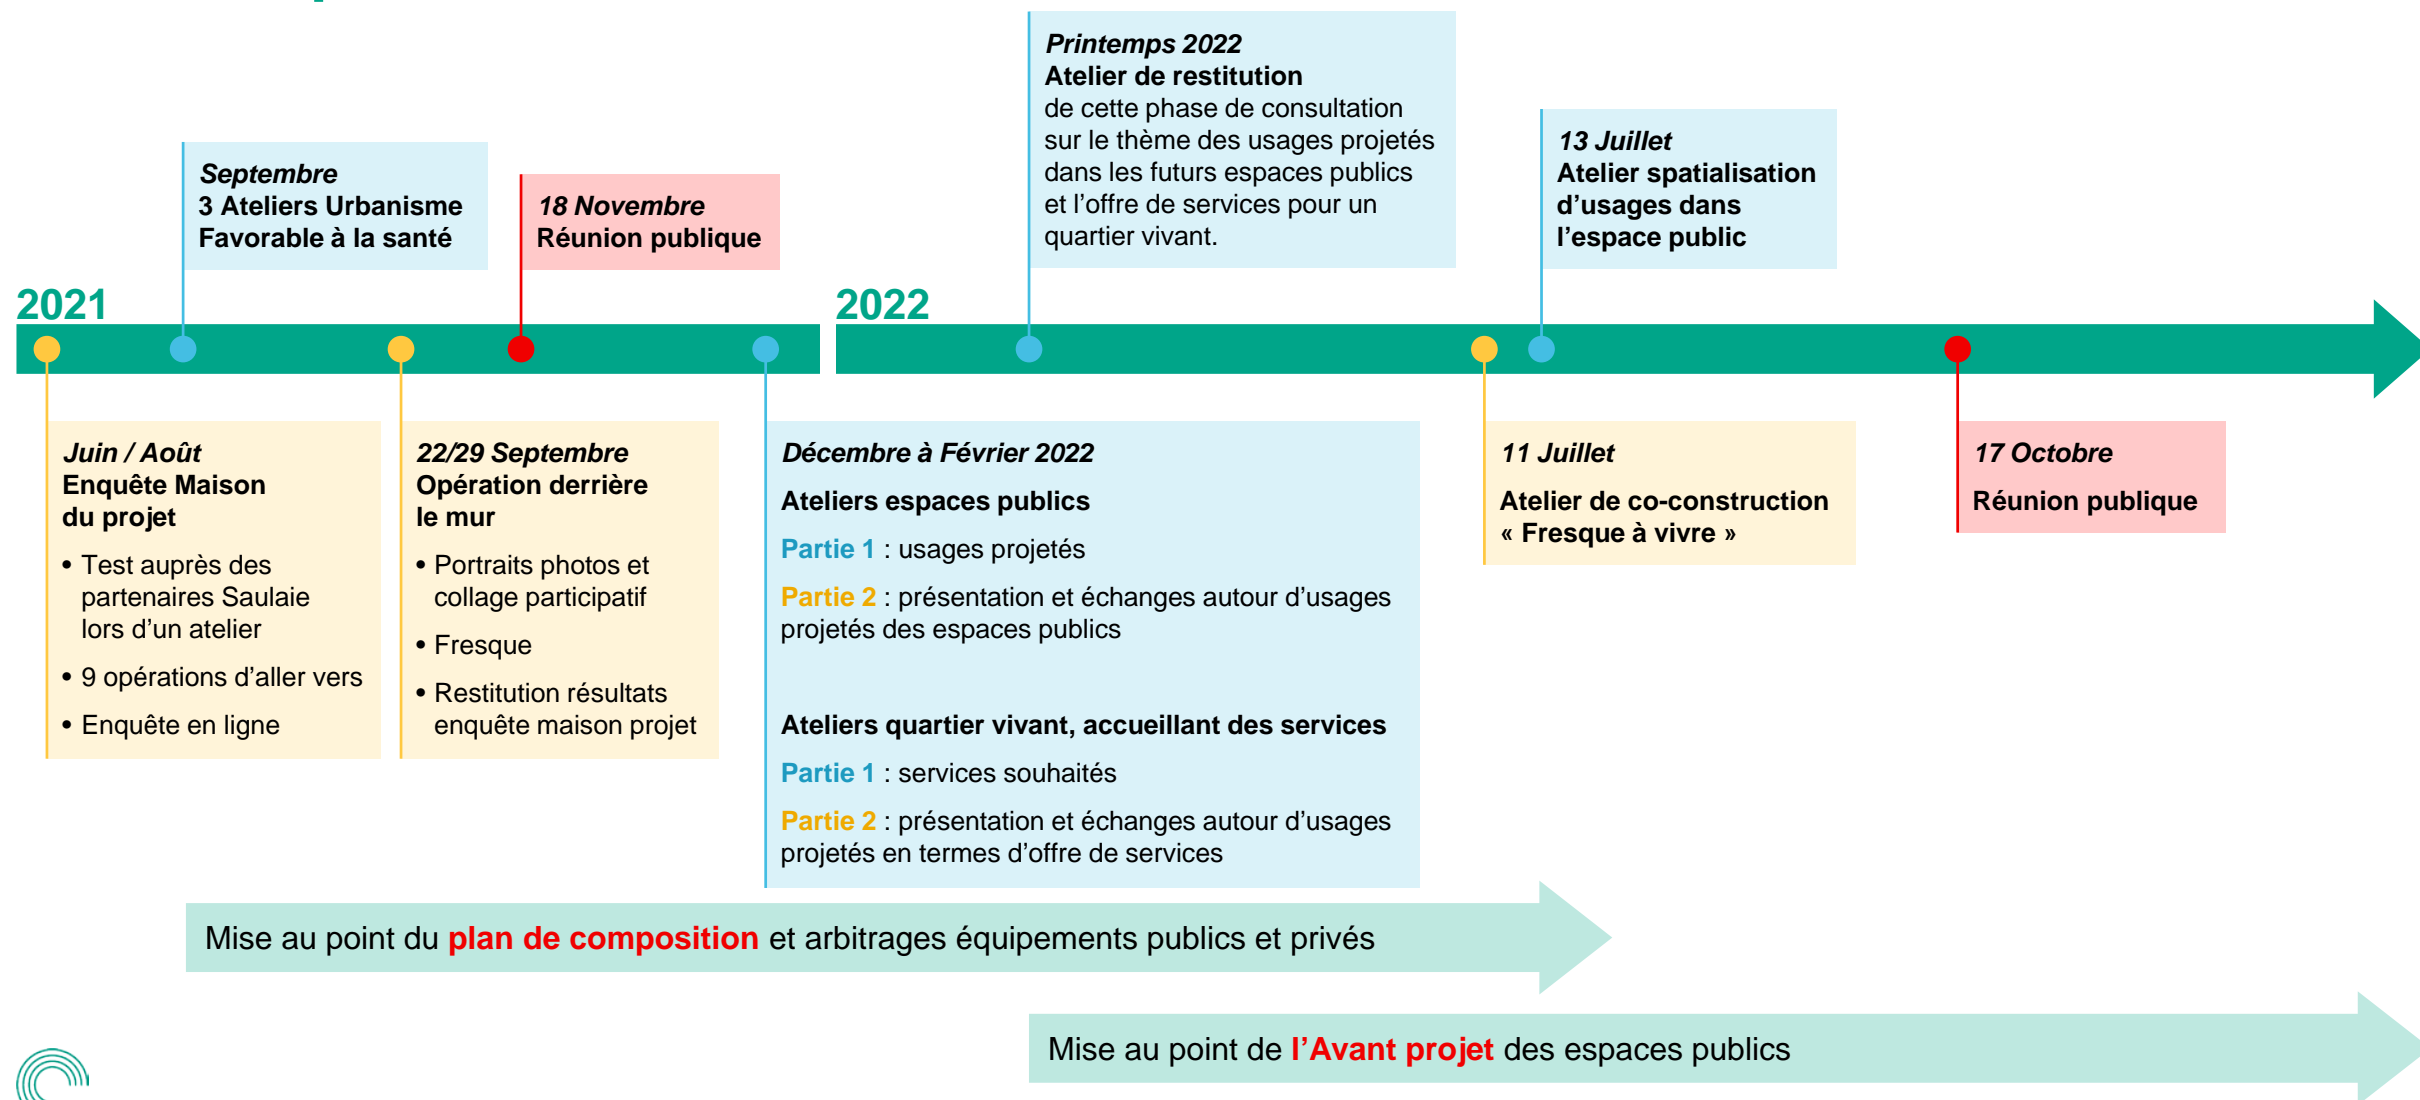 Printemps 2022
Atelier de restitution
de cette phase de consultation
sur le thème des usages projetés
dans les futurs espaces publics
et l’offre de services pour un
quartier vivant.
13 Juillet
Atelier spatialisation
d’usages dans
l’espace public
Septembre
3 Ateliers Urbanisme
Favorable à la santé
18 Novembre
Réunion publique
2021
2022
Juin / Août
Enquête Maison
du projet
• Test auprès des
partenaires Saulaie
lors d’un atelier
• 9 opérations d’aller vers
• Enquête en ligne
22/29 Septembre
Opération derrière
le mur
• Portraits photos et
collage participatif
• Fresque
• Restitution résultats
enquête maison projet
Décembre à Février 2022
Ateliers espaces publics
Partie 1 : usages projetés
Partie 2 : présentation et échanges autour d’usages
projetés des espaces publics
Ateliers quartier vivant, accueillant des services
Partie 1 : services souhaités
Partie 2 : présentation et échanges autour d’usages
projetés en termes d’offre de services
11 Juillet
Atelier de co-construction
« Fresque à vivre »
17 Octobre
Réunion publique
Mise au point du plan de composition et arbitrages équipements publics et privés
Mise au point de l’Avant projet des espaces publics